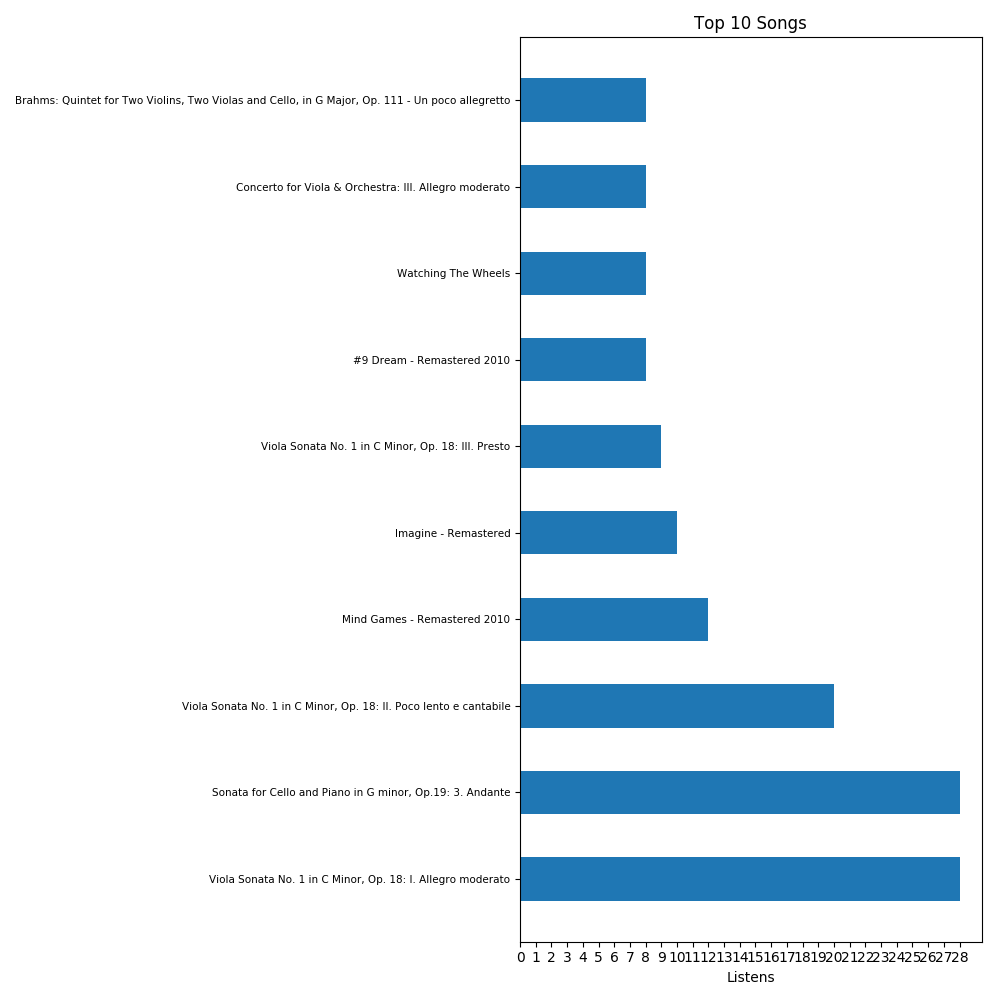 Top 10 Songs
Brahms: Quintet for Two Violins, Two Violas and Cello, in G Major, Op. 111 - Un poco allegretto
Concerto for Viola & Orchestra: III. Allegro moderato
Watching The Wheels
#9 Dream - Remastered 2010
Viola Sonata No. 1 in C Minor, Op. 18: III. Presto
Imagine - Remastered
Mind Games - Remastered 2010
Viola Sonata No. 1 in C Minor, Op. 18: II. Poco lento e cantabile
Sonata for Cello and Piano in G minor, Op.19: 3. Andante
Viola Sonata No. 1 in C Minor, Op. 18: I. Allegro moderato
0 1 2 3 4 5 6 7 8 9 10 11 12 13 14 15 16 17 18 19 20 21 22 23 24 25 26 27 28
Listens